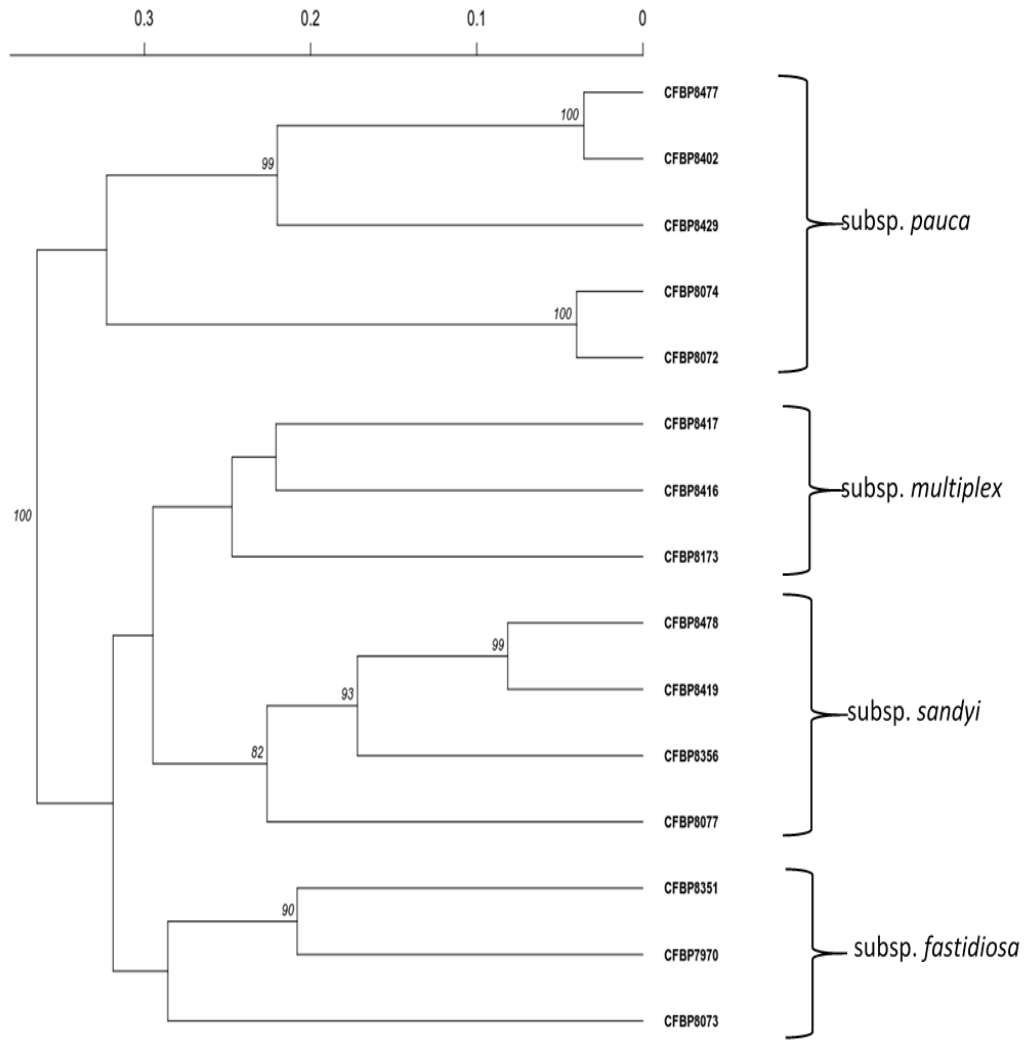 0.3 0.2 0.1 0
CFBP8477
100
CFBP8402
99
subsp. pauca
CFBP8429
CFBP8074
100
CFBP8072
CFBP8417
CFBP8416
subsp. multiplex
100
CFBP8173
CFBP8478
99
CFBP8419
93
subsp. sandyi
82
CFBP8356
CFBP8077
CFBP8351
90
subsp. fastidiosa
CFBP7970
CFBP8073